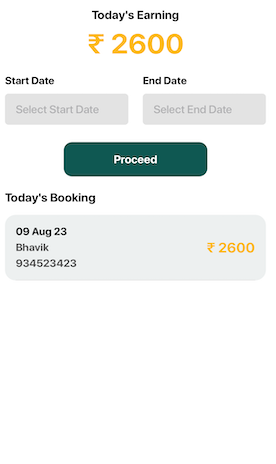 Today's Earning
₹ 2600
Start Date End Date
Select Start Date Select End Date
Proceed
Today's Booking
09 Aug 23
Bhavik ₹ 2600
934523423